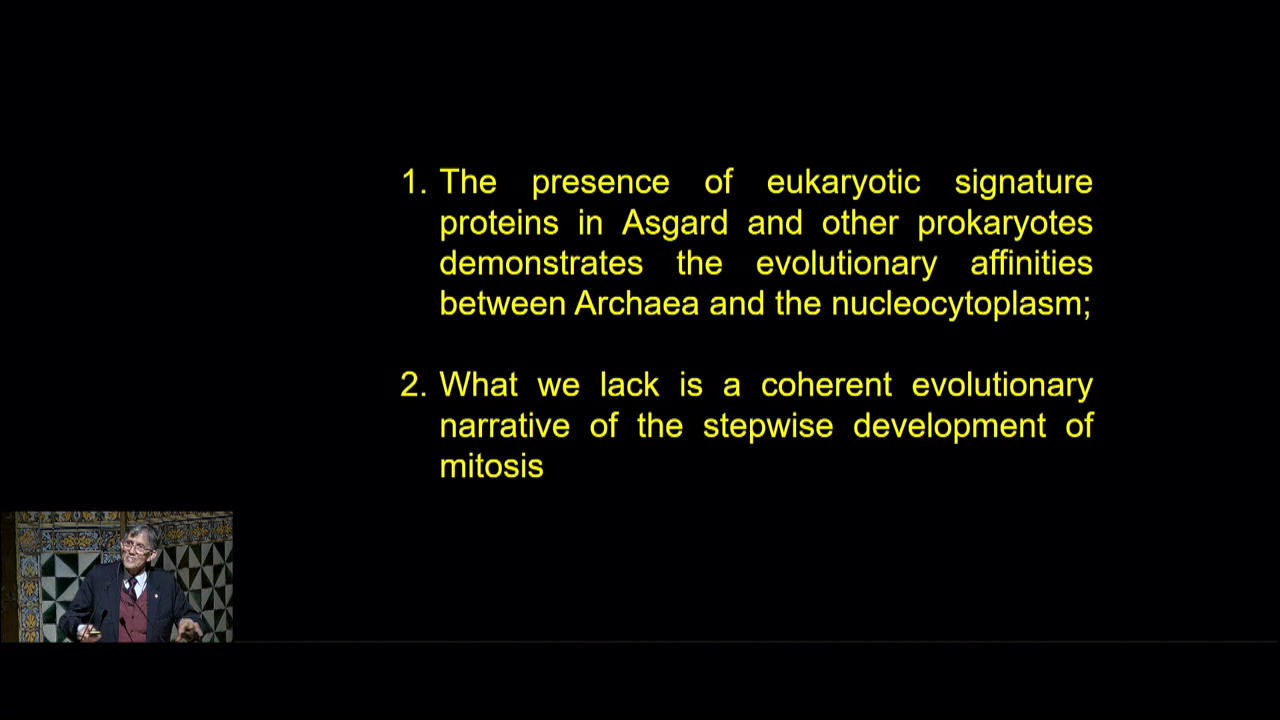 1. The presence of eukaryotic signature
proteins in Asgard and other prokaryotes
demonstrates the evolutionary affinities
between Archaea and the nucleocytoplasm;
2. What we lack is a coherent evolutionary
narrative of the stepwise development of
mitosis